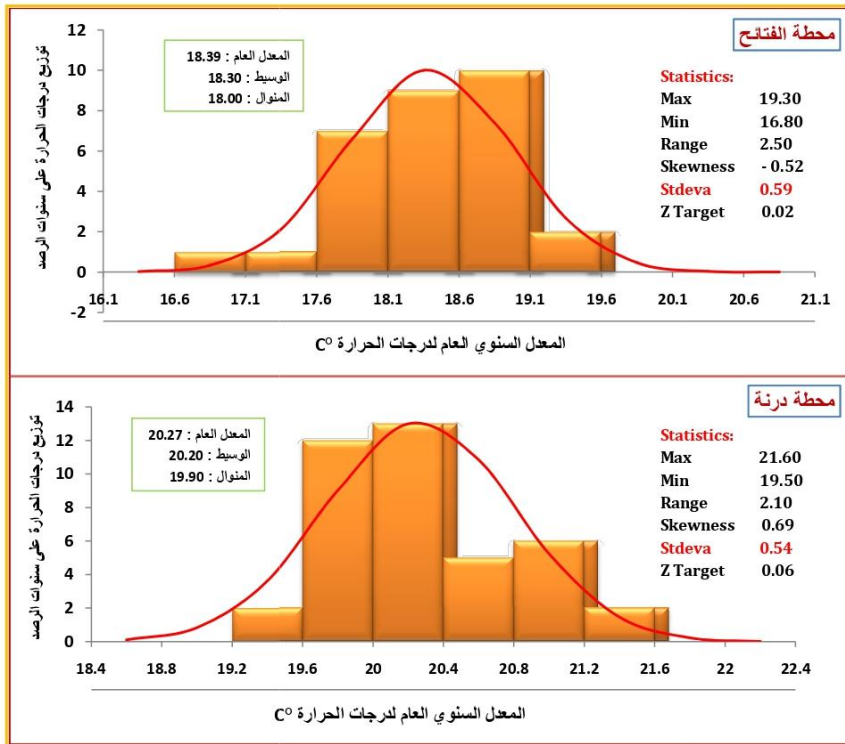 محطة الفتائح
المعدل العام : 18.39
الوسيط : 18.30
المنوال : 18.00
Statistics:
Max 19.30
Min 16.80
Range 2.50
Skewness - 0.52
Stdeva 0.59
Z Target 0.02
توزيع درجات الحرارة على سنوات الرصد
12
10
8
6
4
2
0
-2
16.1 16.6 17.1 17.6 18.1 18.6 19.1 19.6 20.1 20.6 21.1
المعدل السنوي العام لدرجات الحرارة C⁰
محطة درنة
المعدل العام : 20.27
الوسيط : 20.20
المنوال : 19.90
Statistics:
Max 21.60
Min 19.50
Range 2.10
Skewness 0.69
Stdeva 0.54
Z Target 0.06
توزيع درجات الحرارة على سنوات الرصد
14
12
10
8
6
4
2
0
18.4 18.8 19.2 19.6 20 20.4 20.8 21.2 21.6 22 22.4
المعدل السنوي العام لدرجات الحرارة C⁰